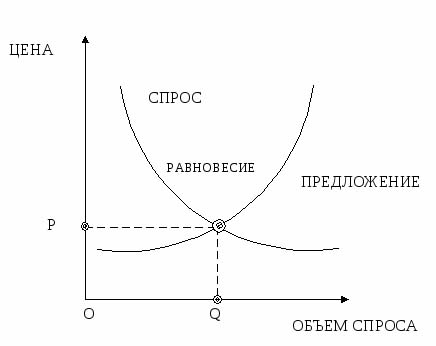 ЦЕНА
СПРОС
РАВНОВЕСИЕ
ПРЕДЛОЖЕНИЕ
P
O
Q
ОБЪЕМ СПРОСА